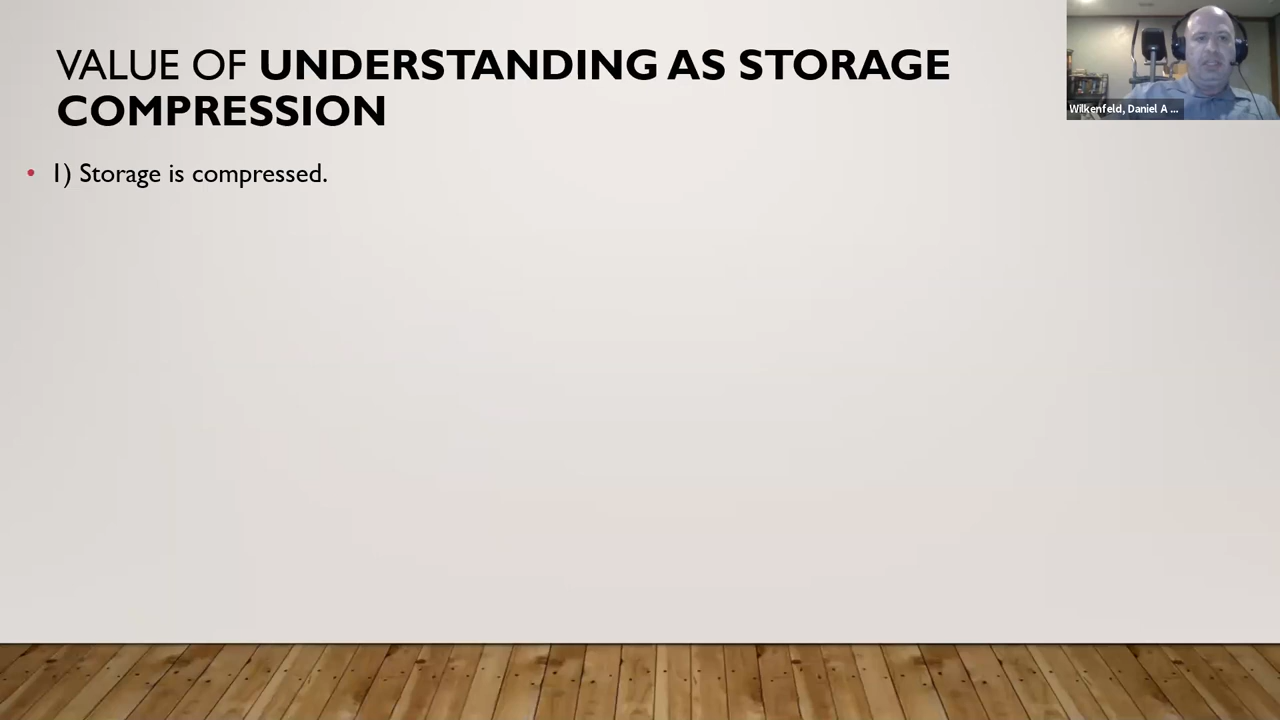 VALUE OF UNDERSTANDING AS STORAGE
COMPRESSION
• 1) Storage is compressed.
Wilkenfeld, Daniel A ...